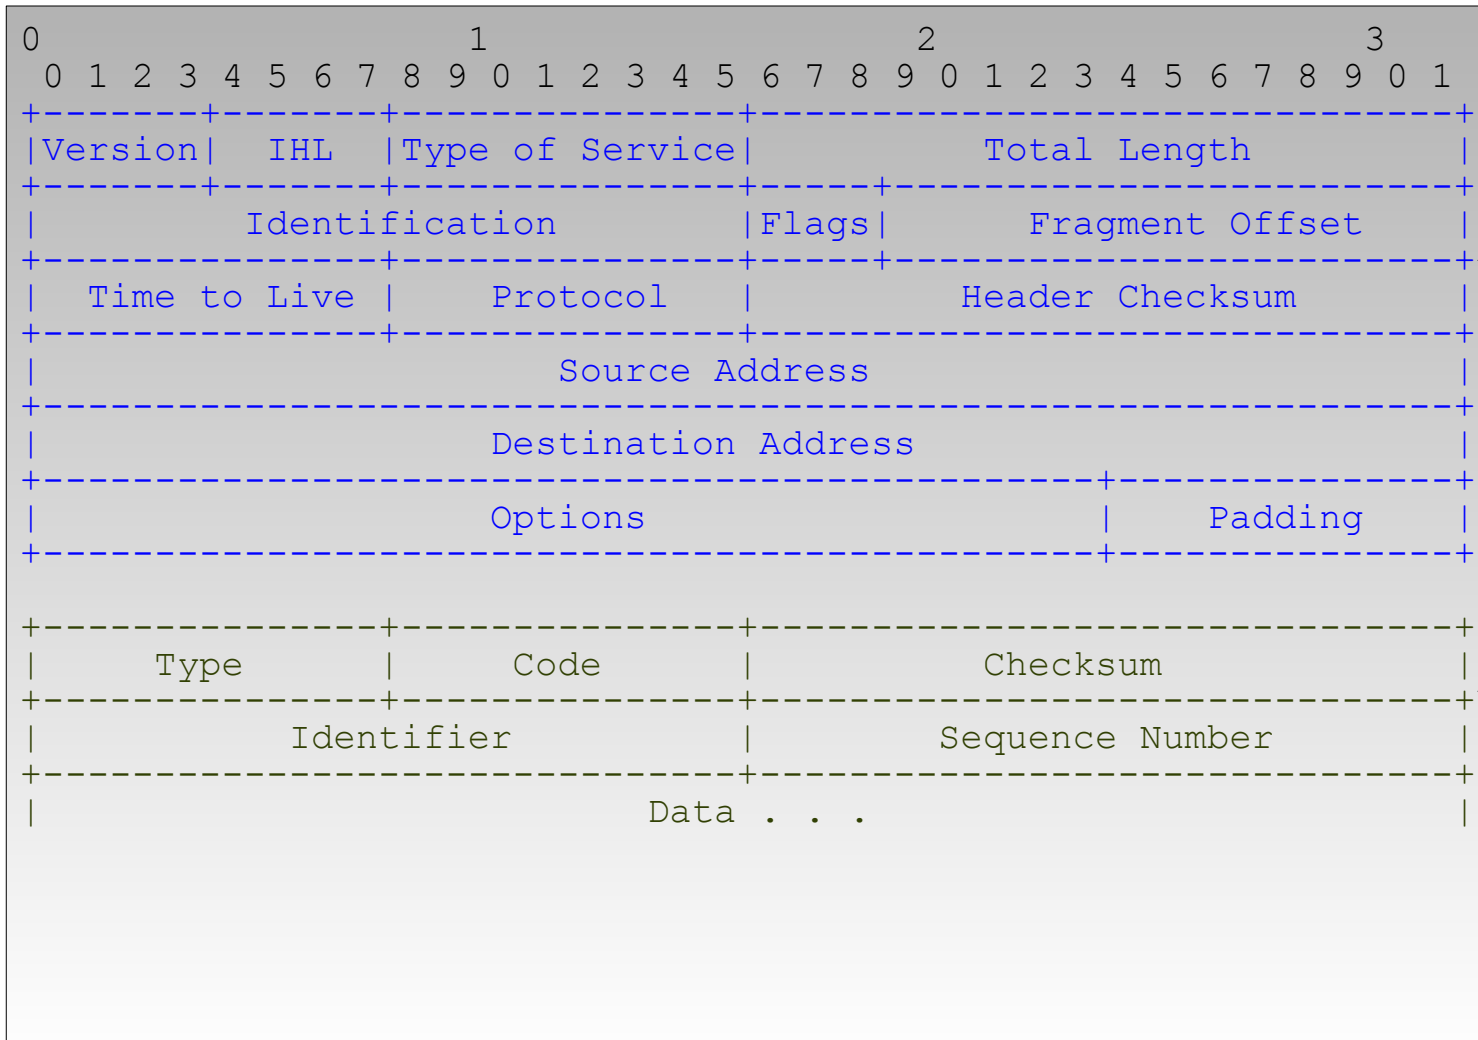 0                   1                   2                   3
 0 1 2 3 4 5 6 7 8 9 0 1 2 3 4 5 6 7 8 9 0 1 2 3 4 5 6 7 8 9 0 1
+-------+-------+---------------+-------------------------------+
|Version|  IHL  |Type of Service|          Total Length         |
+-------+-------+---------------+-----+-------------------------+
|         Identification        |Flags|      Fragment Offset    |
+---------------+---------------+-----+-------------------------+
|  Time to Live |    Protocol   |         Header Checksum       |
+---------------+---------------+-------------------------------+
|                       Source Address                          |
+---------------------------------------------------------------+
|                    Destination Address                        |
+-----------------------------------------------+---------------+
|                    Options                    |    Padding    |
+-----------------------------------------------+---------------+
+---------------+---------------+-------------------------------+
|     Type      |     Code      |          Checksum             |
+---------------+---------------+-------------------------------+
|           Identifier          |        Sequence Number        |
+-------------------------------+-------------------------------+
|                           Data . . .                          |